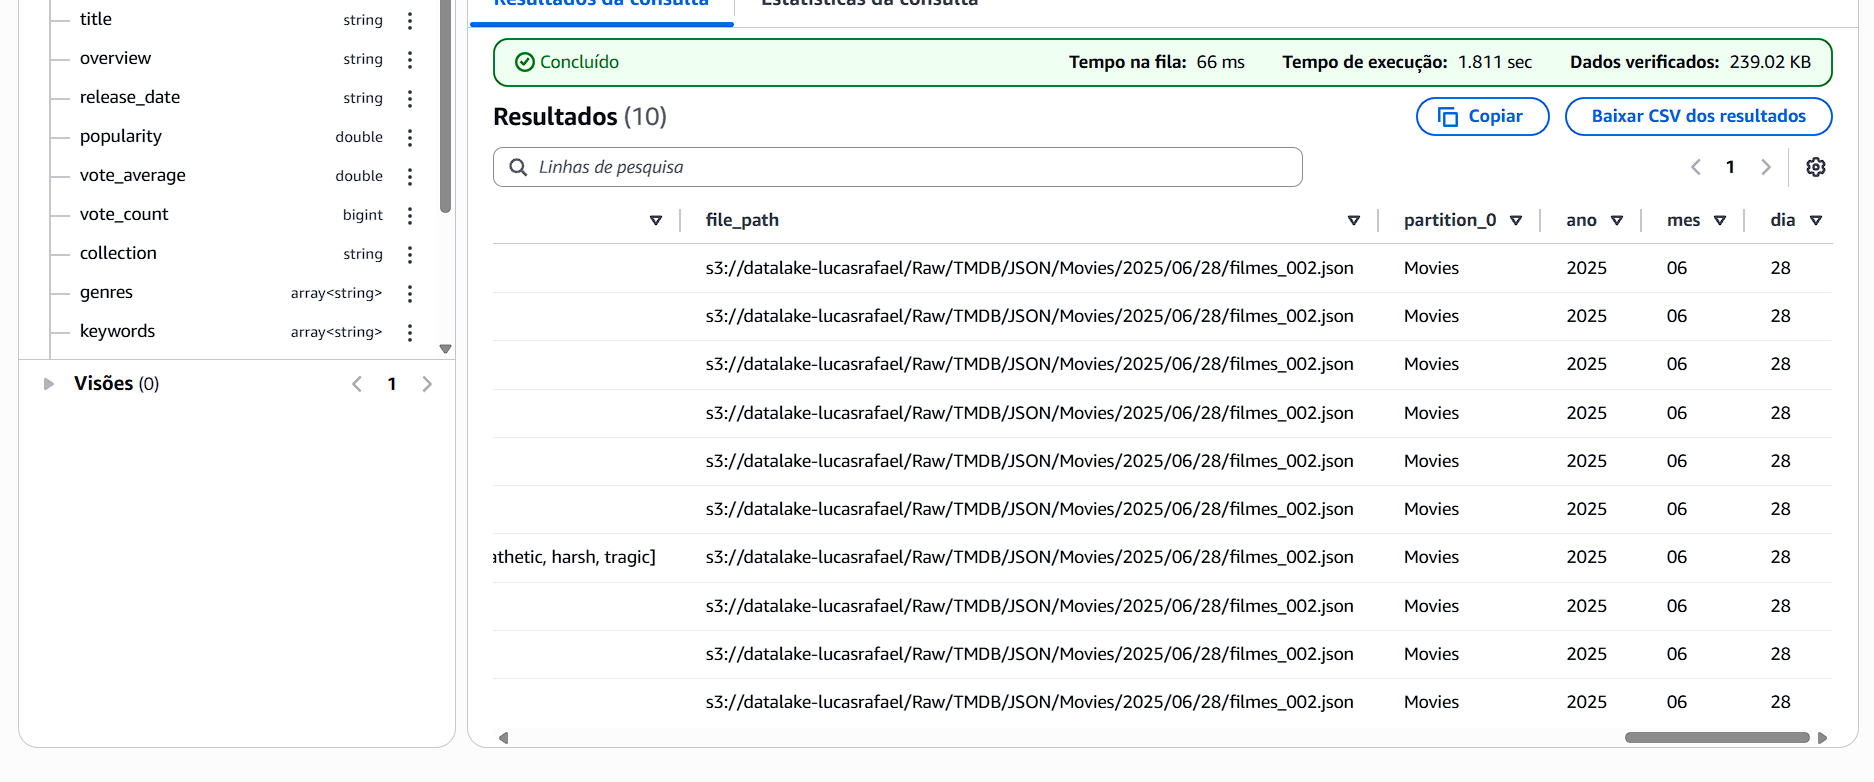 title string
overview string
release_date string
popularity double
vote_average double
vote_count bigint
collection string
genres array<string>
keywords array<string>
Visões (0) 1
Resultados da consulta Estatísticas da consulta
Concluído Tempo na fila: 66 ms Tempo de execução: 1.811 sec Dados verificados: 239.02 KB
Resultados (10) Copiar Baixar CSV dos resultados
Linhas de pesquisa 1
file_path partition_0 ano mes dia
s3://datalake-lucasrafael/Raw/TMDB/JSON/Movies/2025/06/28/filmes_002.json Movies 2025 06 28
s3://datalake-lucasrafael/Raw/TMDB/JSON/Movies/2025/06/28/filmes_002.json Movies 2025 06 28
s3://datalake-lucasrafael/Raw/TMDB/JSON/Movies/2025/06/28/filmes_002.json Movies 2025 06 28
s3://datalake-lucasrafael/Raw/TMDB/JSON/Movies/2025/06/28/filmes_002.json Movies 2025 06 28
s3://datalake-lucasrafael/Raw/TMDB/JSON/Movies/2025/06/28/filmes_002.json Movies 2025 06 28
s3://datalake-lucasrafael/Raw/TMDB/JSON/Movies/2025/06/28/filmes_002.json Movies 2025 06 28
athetic, harsh, tragic] s3://datalake-lucasrafael/Raw/TMDB/JSON/Movies/2025/06/28/filmes_002.json Movies 2025 06 28
s3://datalake-lucasrafael/Raw/TMDB/JSON/Movies/2025/06/28/filmes_002.json Movies 2025 06 28
s3://datalake-lucasrafael/Raw/TMDB/JSON/Movies/2025/06/28/filmes_002.json Movies 2025 06 28
s3://datalake-lucasrafael/Raw/TMDB/JSON/Movies/2025/06/28/filmes_002.json Movies 2025 06 28